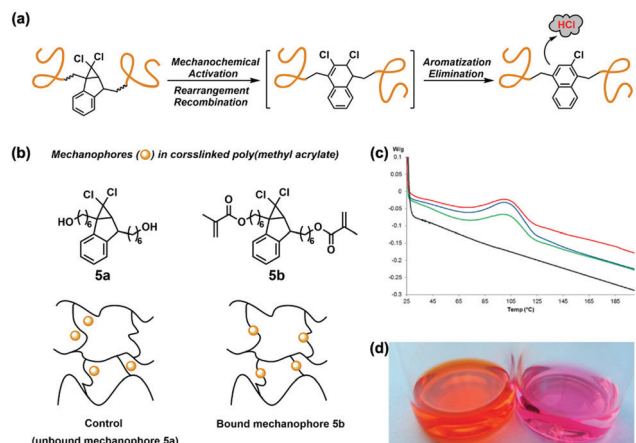 (a)
Cl
Cl
Mechanochemical
Activation
Rearrangement
Recombination
Cl Cl
Aromatization
Elimination
HCl
Cl
(b) Mechanophores ( ) in corsslinked poly(methyl acrylate)
Cl
Cl
HO
6
OH
6
5a
Cl
Cl
O
O
6
6
O
O
5b
Control
(unbound mechanophore 5a)
Bound mechanophore 5b
(c)
W/g
0.1
0.05
0
-0.05
-0.1
-0.15
-0.2
-0.25
-0.3
25 45 65 85 105 125 145 165 185
Temp (°C)
(d)